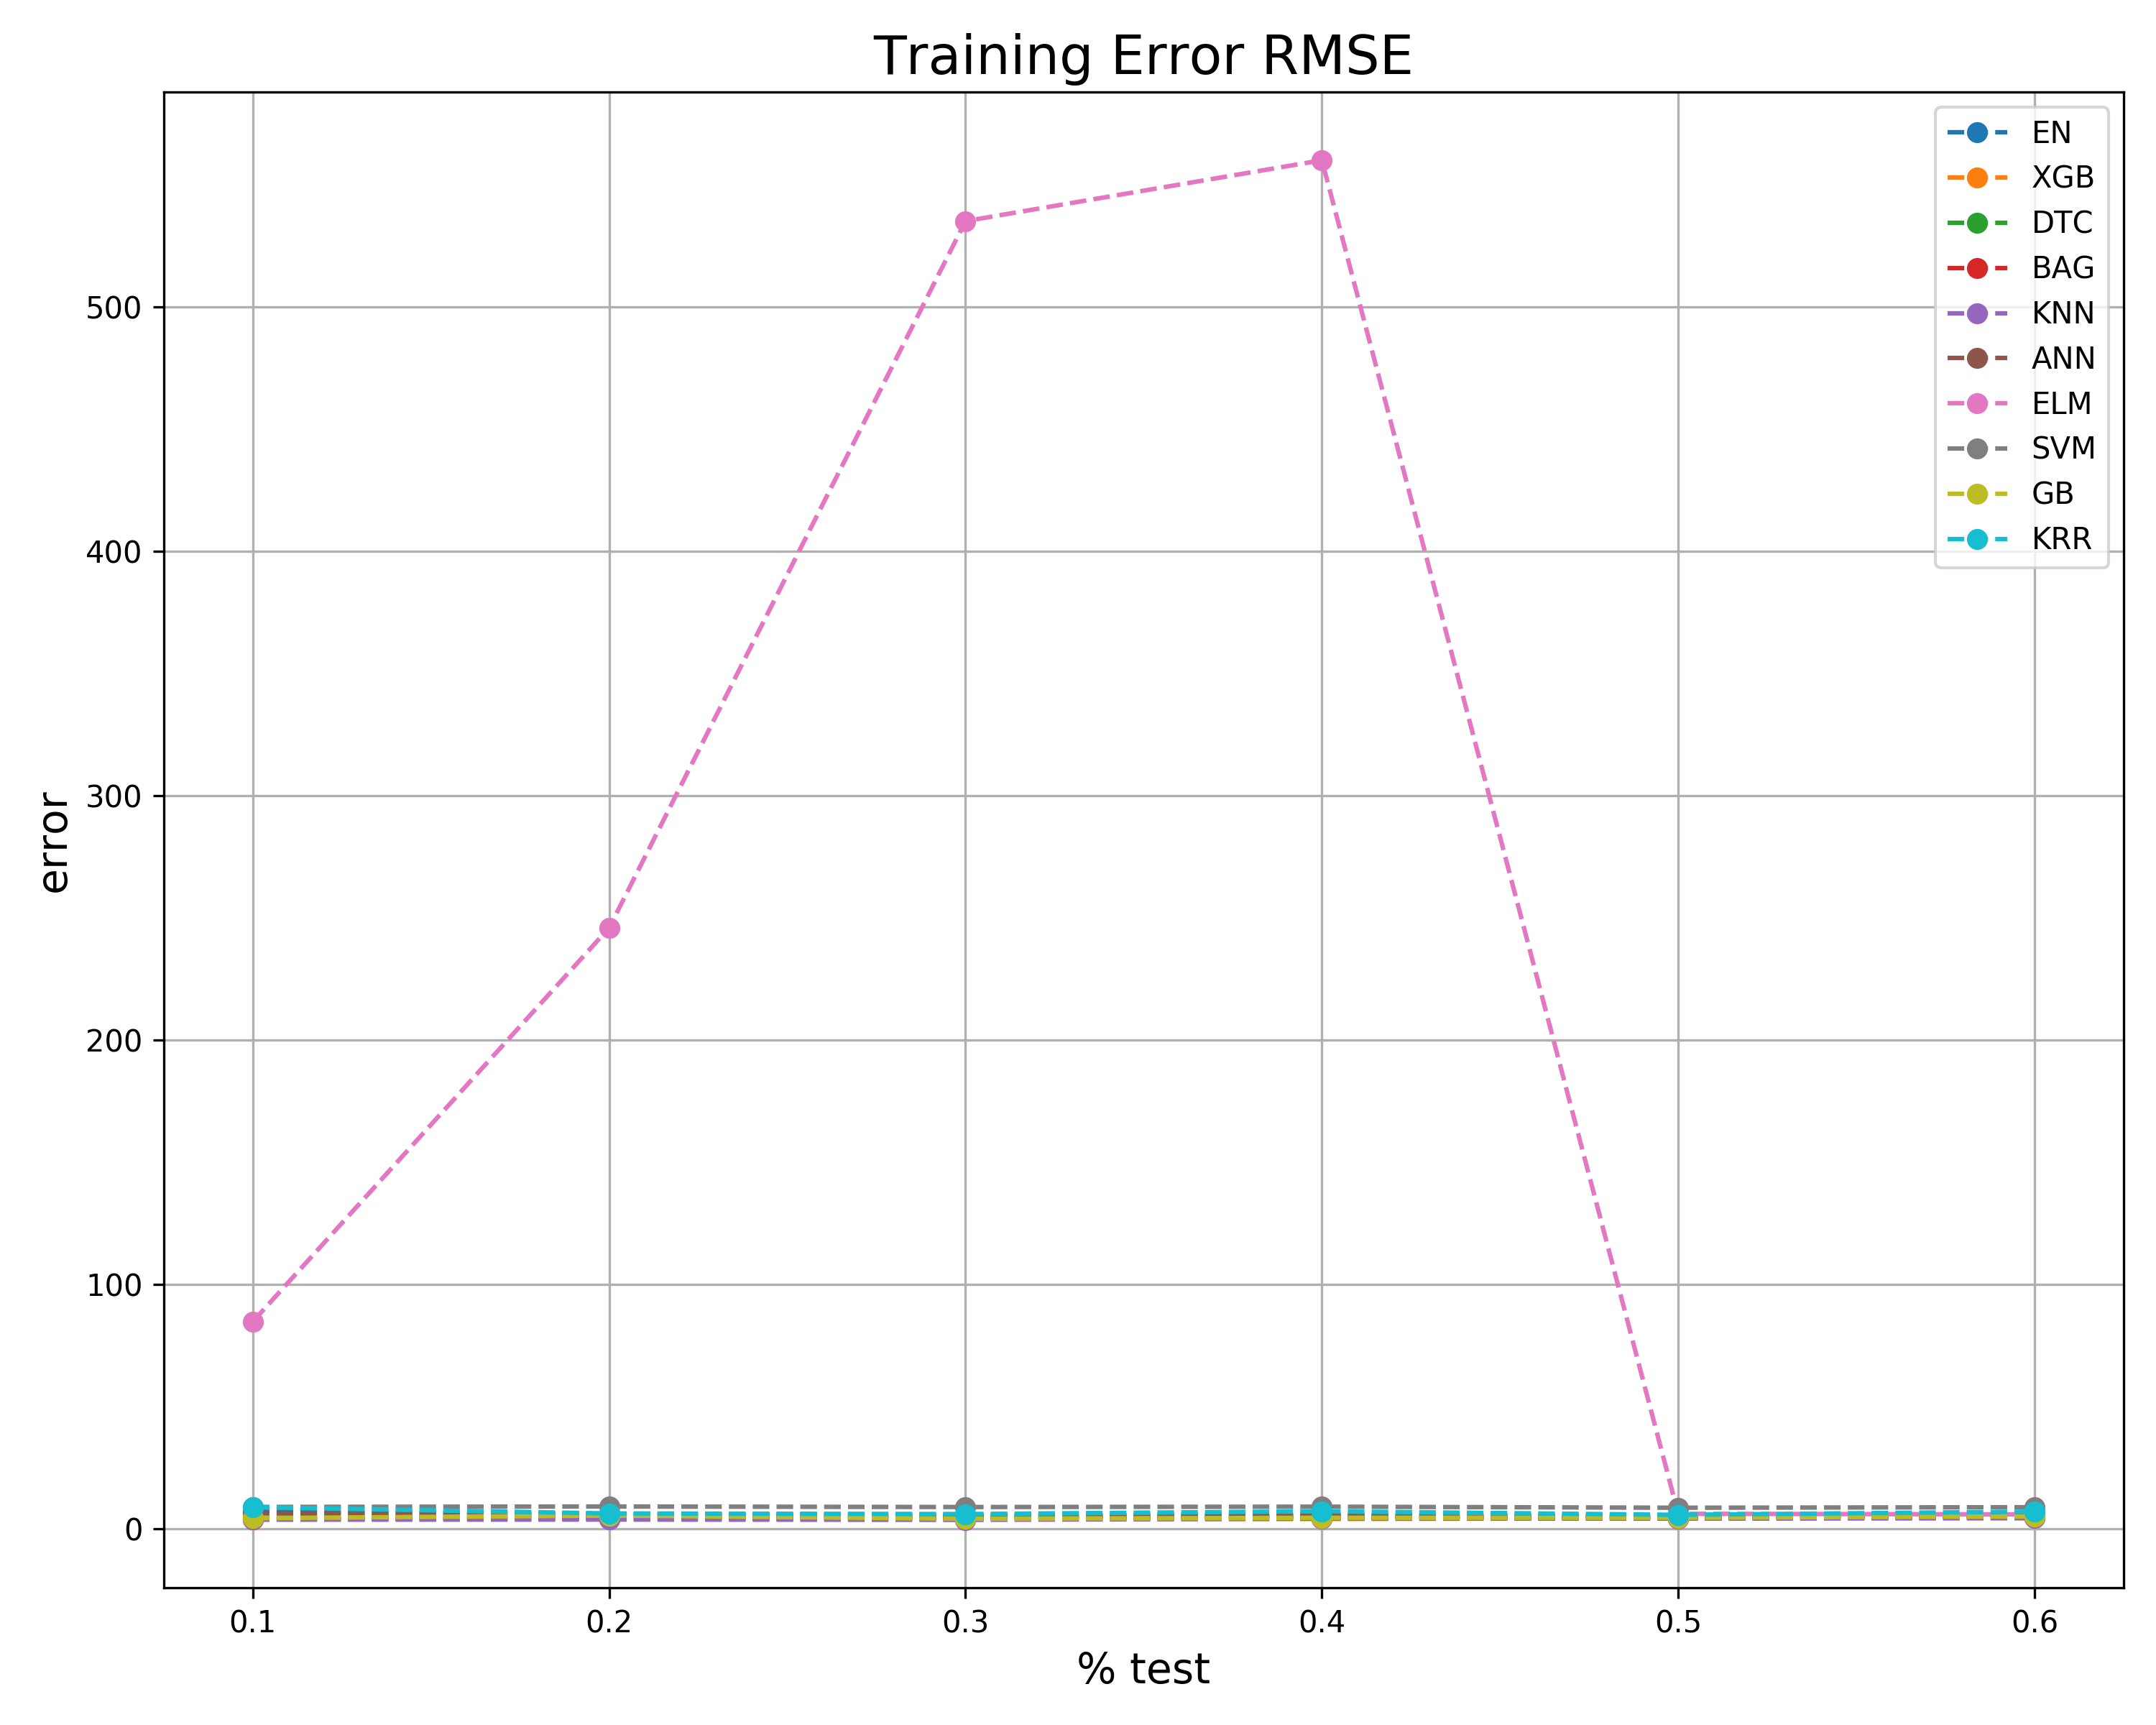 Training Error RMSE
EN
XGB
DTC
BAG
KNN
ANN
ELM
SVM
GB
KRR
500
400
300
200
100
0
error
0.1 0.2 0.3 0.4 0.5 0.6
% test